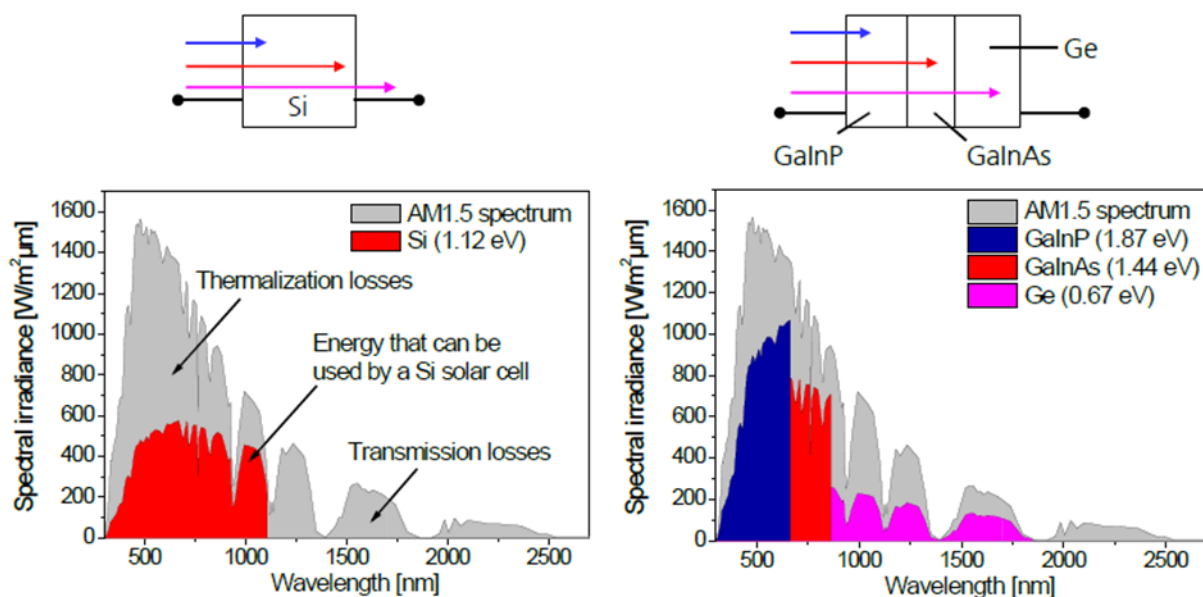 Si
Ge
GaInP
GaInAs
1600
1400
1200
1000
800
600
400
200
0
Spectral irradiance [W/m²µm]
AM1.5 spectrum
Si (1.12 eV)
Thermalization losses
Energy that can be
used by a Si solar cell
Transmission losses
500
1000
1500
2000
2500
Wavelength [nm]
1600
1400
1200
1000
800
600
400
200
0
Spectral irradiance [W/m²µm]
AM1.5 spectrum
GaInP (1.87 eV)
GaInAs (1.44 eV)
Ge (0.67 eV)
500
1000
1500
2000
2500
Wavelength [nm]